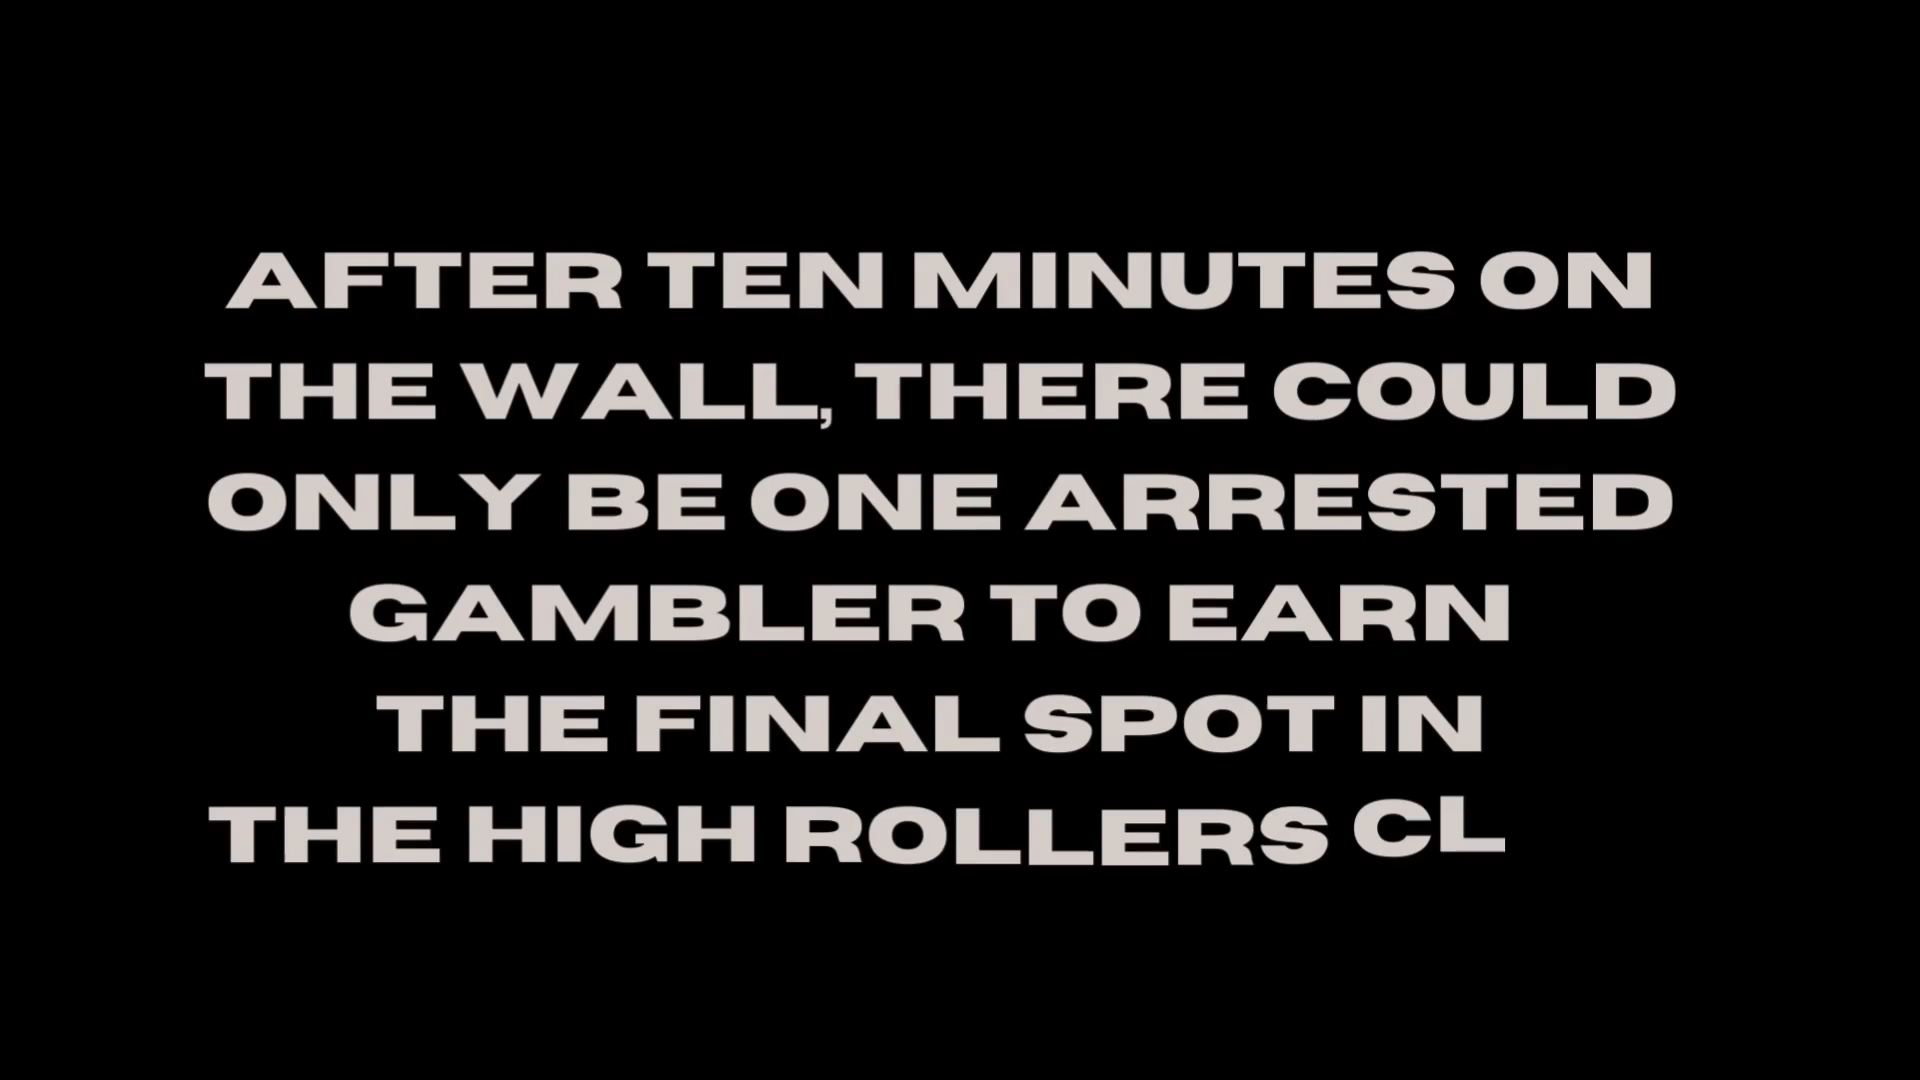 AFTER TEN MINUTES ON
THE WALL, THERE COULD
ONLY BE ONE ARRESTED
GAMBLER TO EARN
THE FINAL SPOT IN
THE HIGH ROLLERS CL